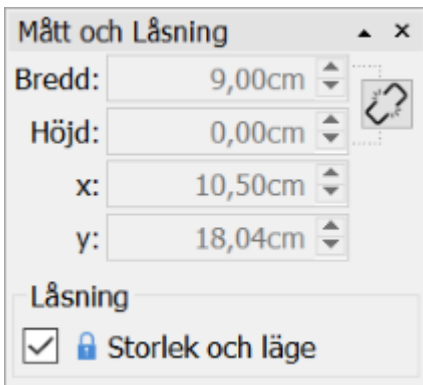 Mått och Låsning
Bredd: 9,00cm
Höjd: 0,00cm
x: 10,50cm
y: 18,04cm
Låsning
Storlek och läge